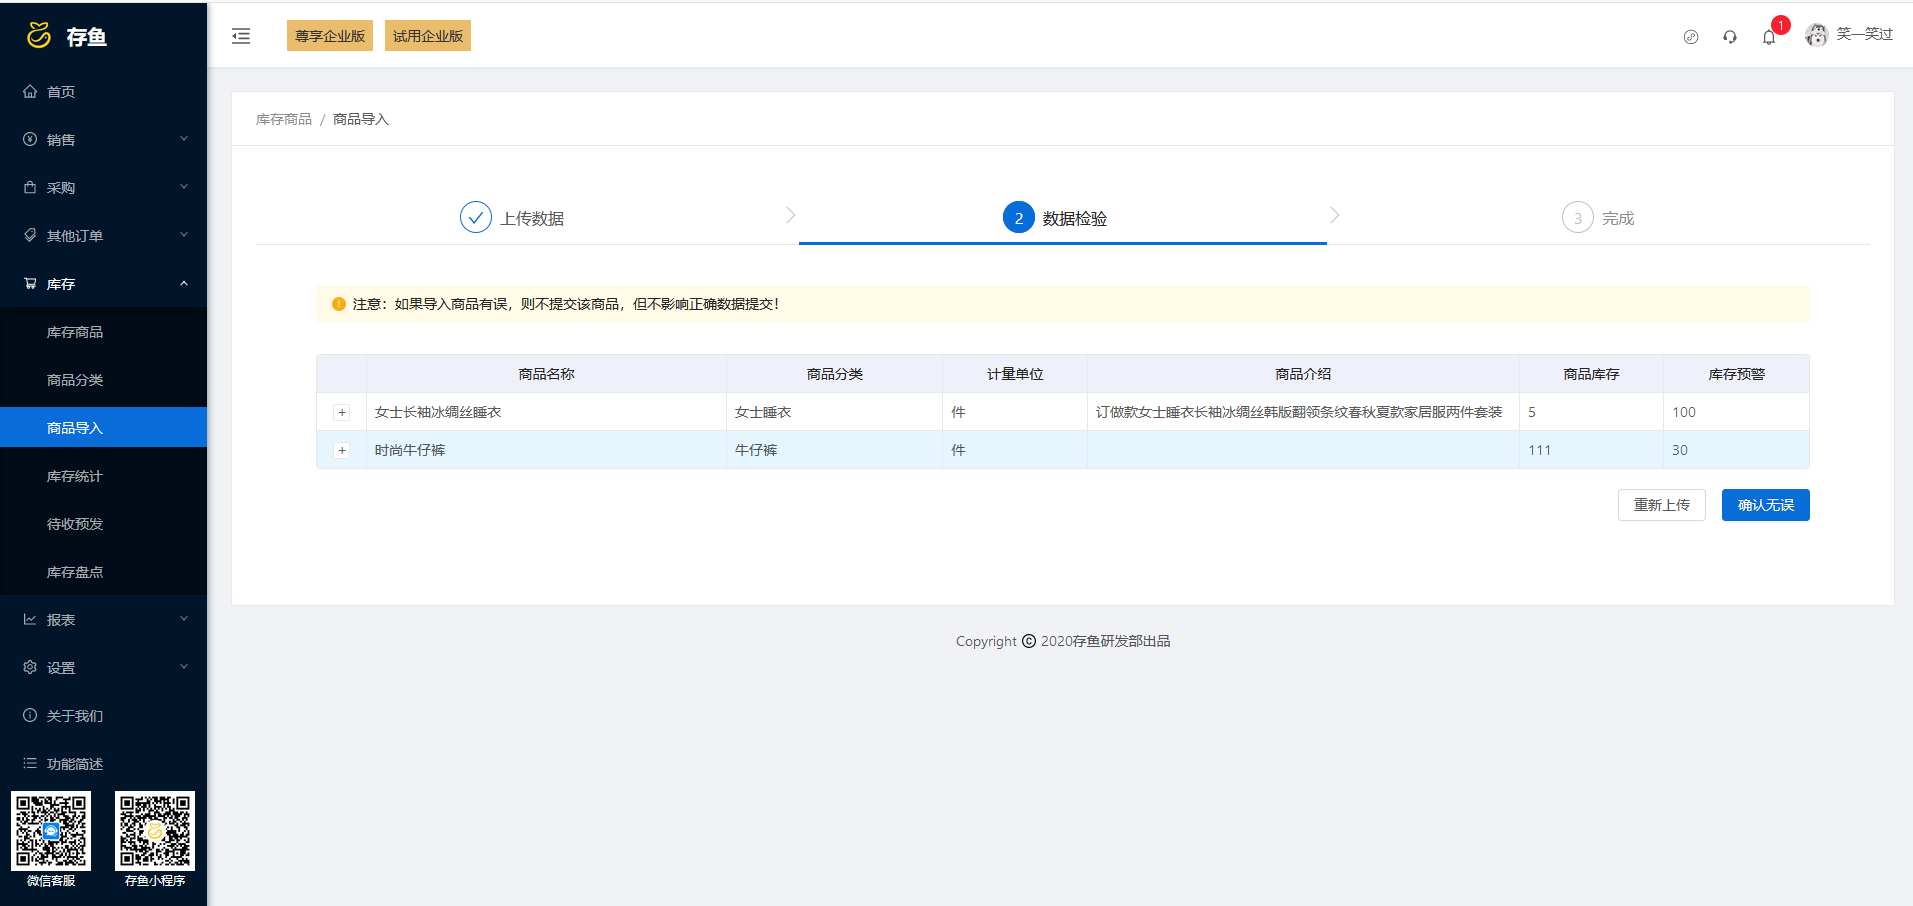 存鱼
尊享企业版
试用企业版
1
笑一笑过
首页
销售
采购
其他订单
库存
库存商品
商品分类
商品导入
库存统计
待收预发
库存盘点
报表
设置
关于我们
功能简述
微信客服
存鱼小程序
库存商品 / 商品导入
上传数据
2 数据检验
3 完成
注意：如果导入商品有误，则不提交该商品，但不影响正确数据提交！
商品名称 商品分类 计量单位 商品介绍 商品库存 库存预警
+ 女士长袖冰绸丝睡衣 女士睡衣 件 订做款女士睡衣长袖冰绸丝韩版翻领条纹春秋夏款家居服两件套装 5 100
+ 时尚牛仔裤 牛仔裤 件 111 30
重新上传
确认无误
Copyright © 2020存鱼研发部出品